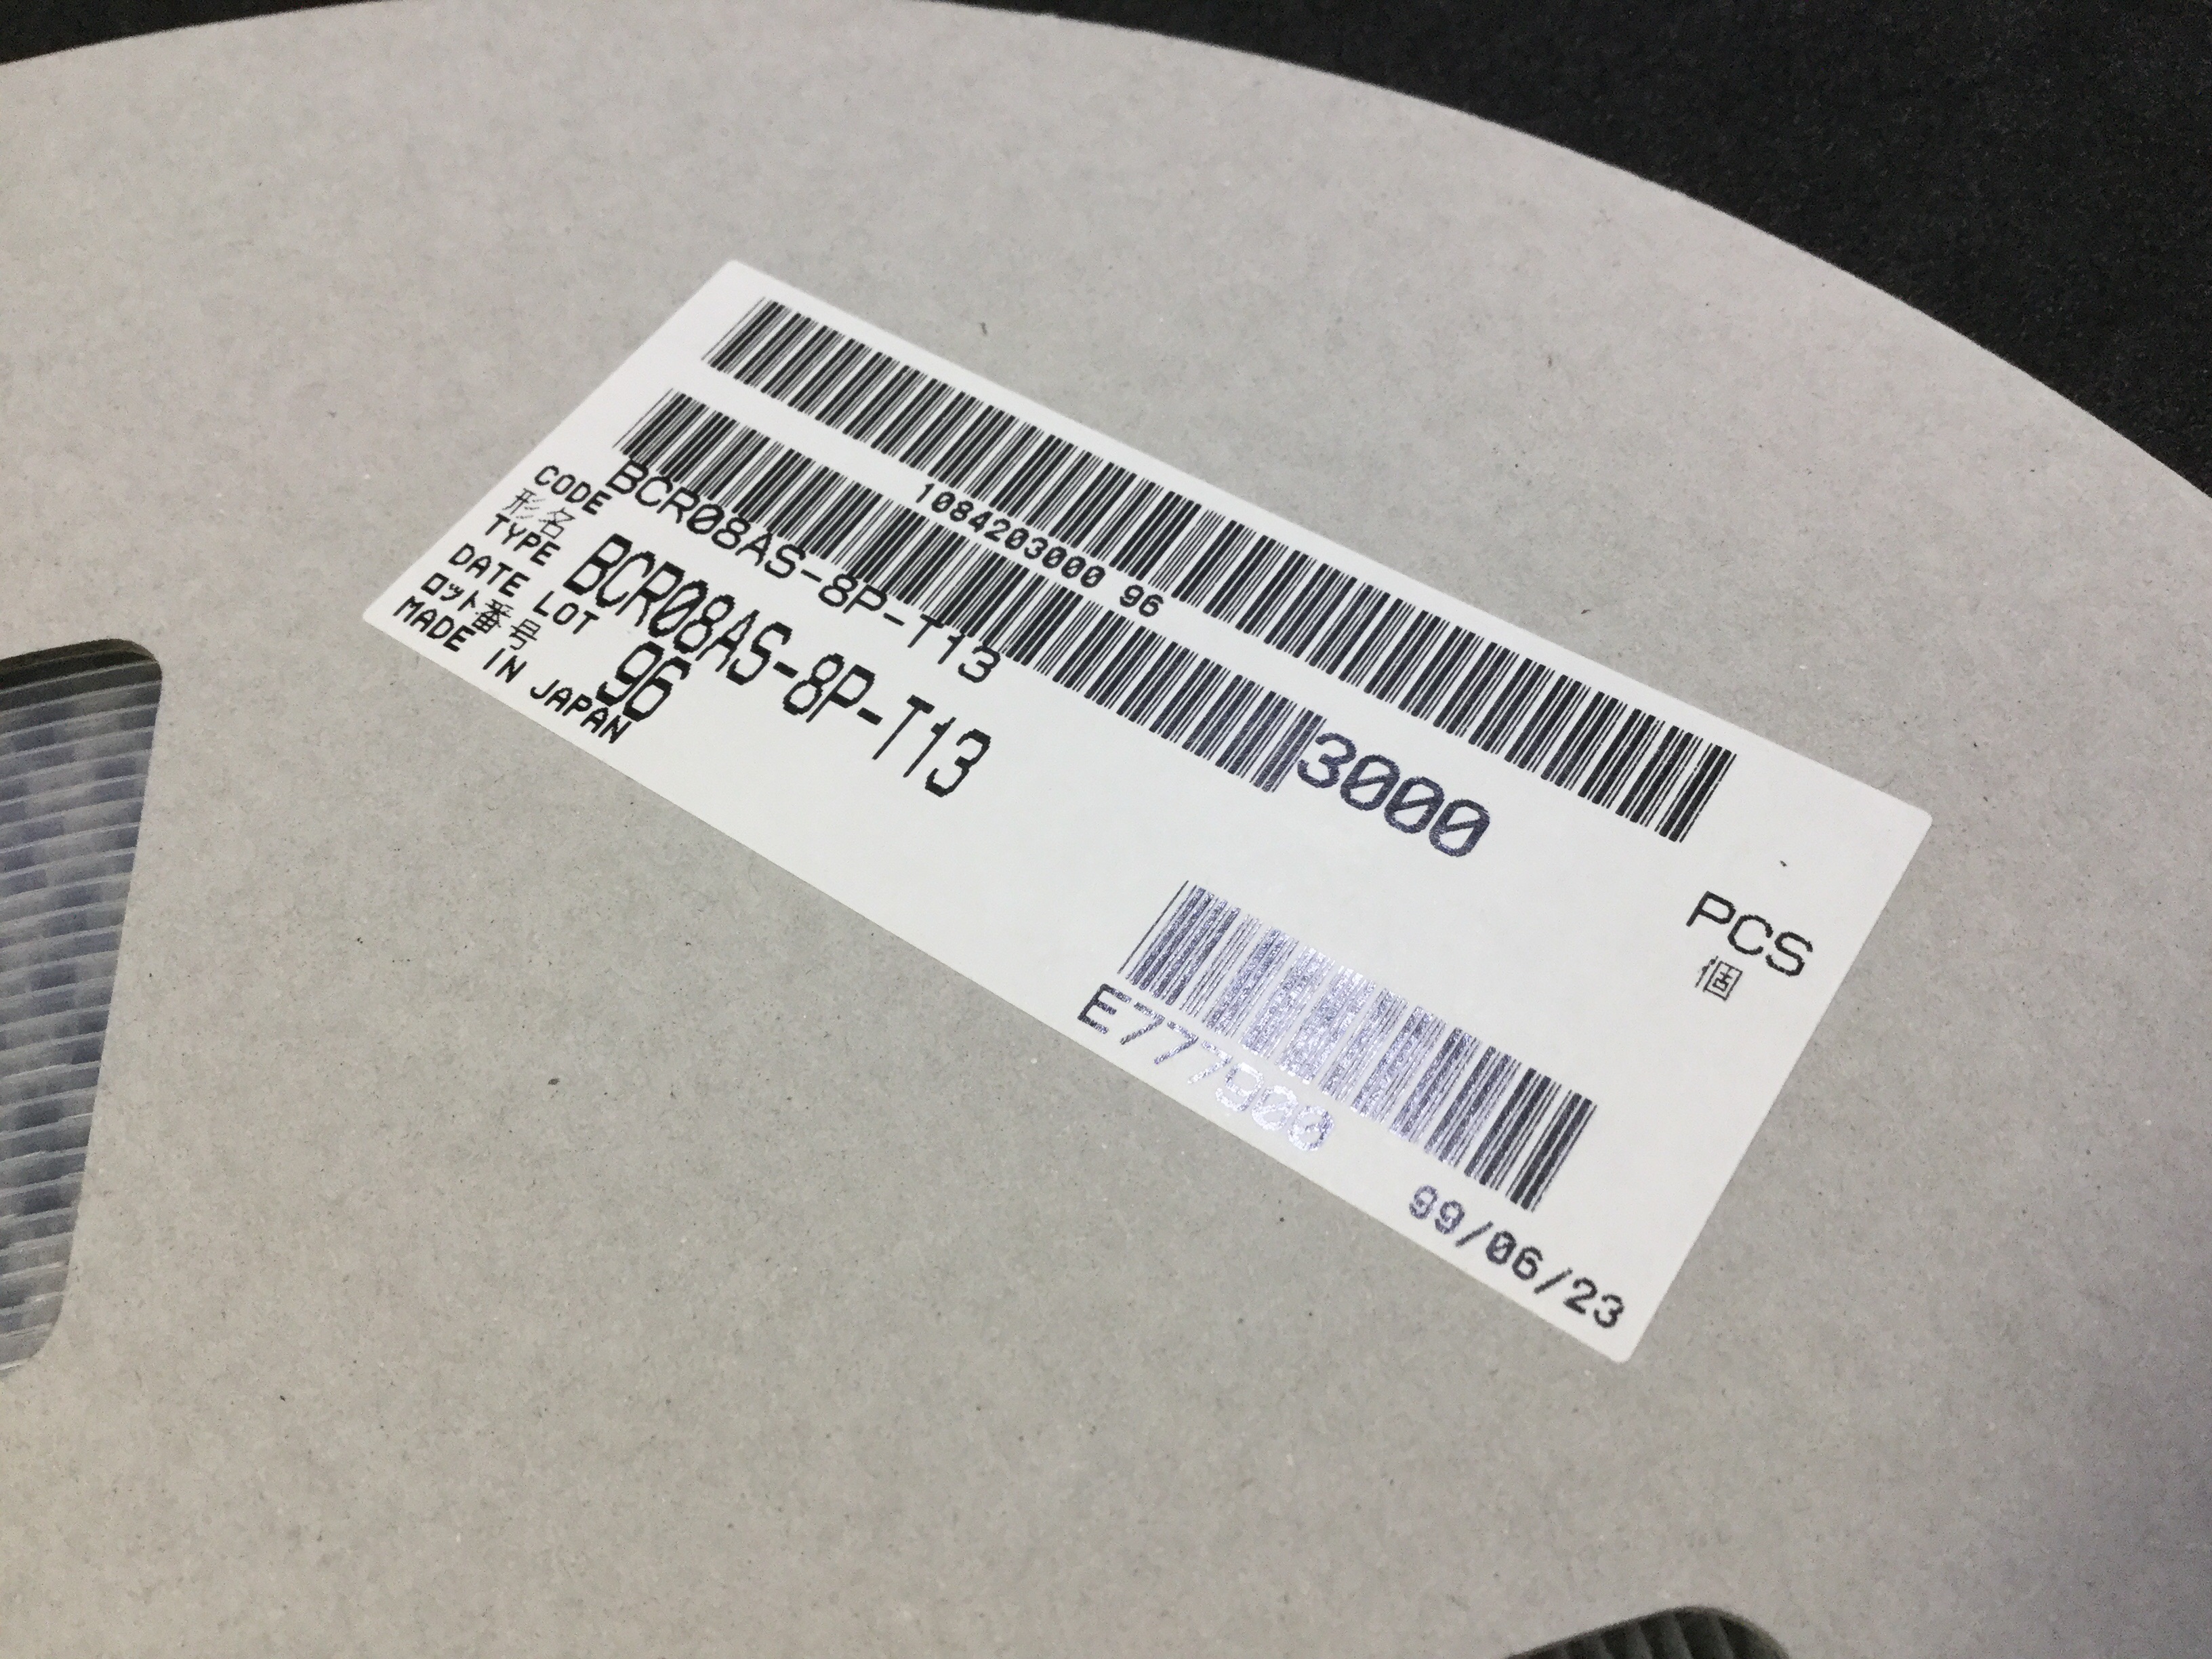 1084203000 96
CODE BCR08AS-8P-T13
形名
TYPE BCR08AS-8P-T13
3000 PCS
個
DATE LOT
ロット番号 96
MADE IN JAPAN
E777900
99/06/23